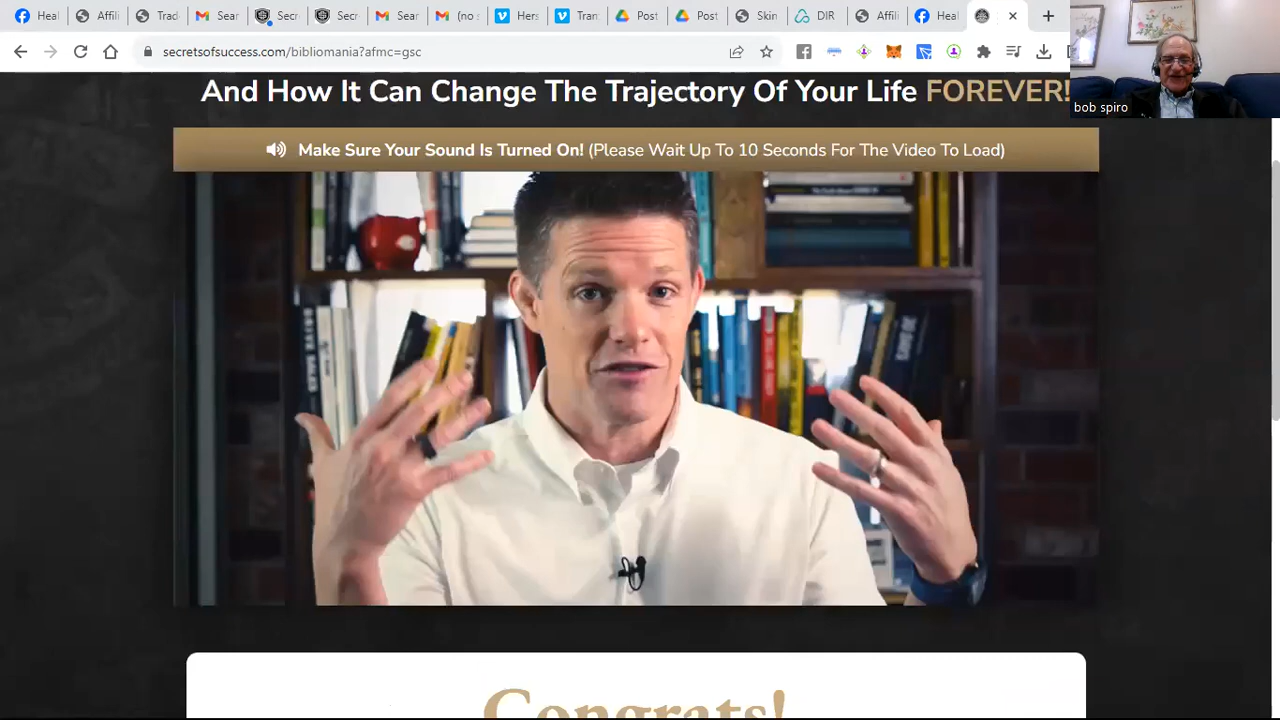 Heal
Affili
Trad
Sear
Secr
Secr
Sear
(no s
Hers
Tran
Post
Post
Skin
DIR
Affili
Heal
secretsofsuccess.com/bibliomania?afmc=gsc
bob spiro
And How It Can Change The Trajectory Of Your Life FOREVER!
Make Sure Your Sound Is Turned On! (Please Wait Up To 10 Seconds For The Video To Load)
Congrats!